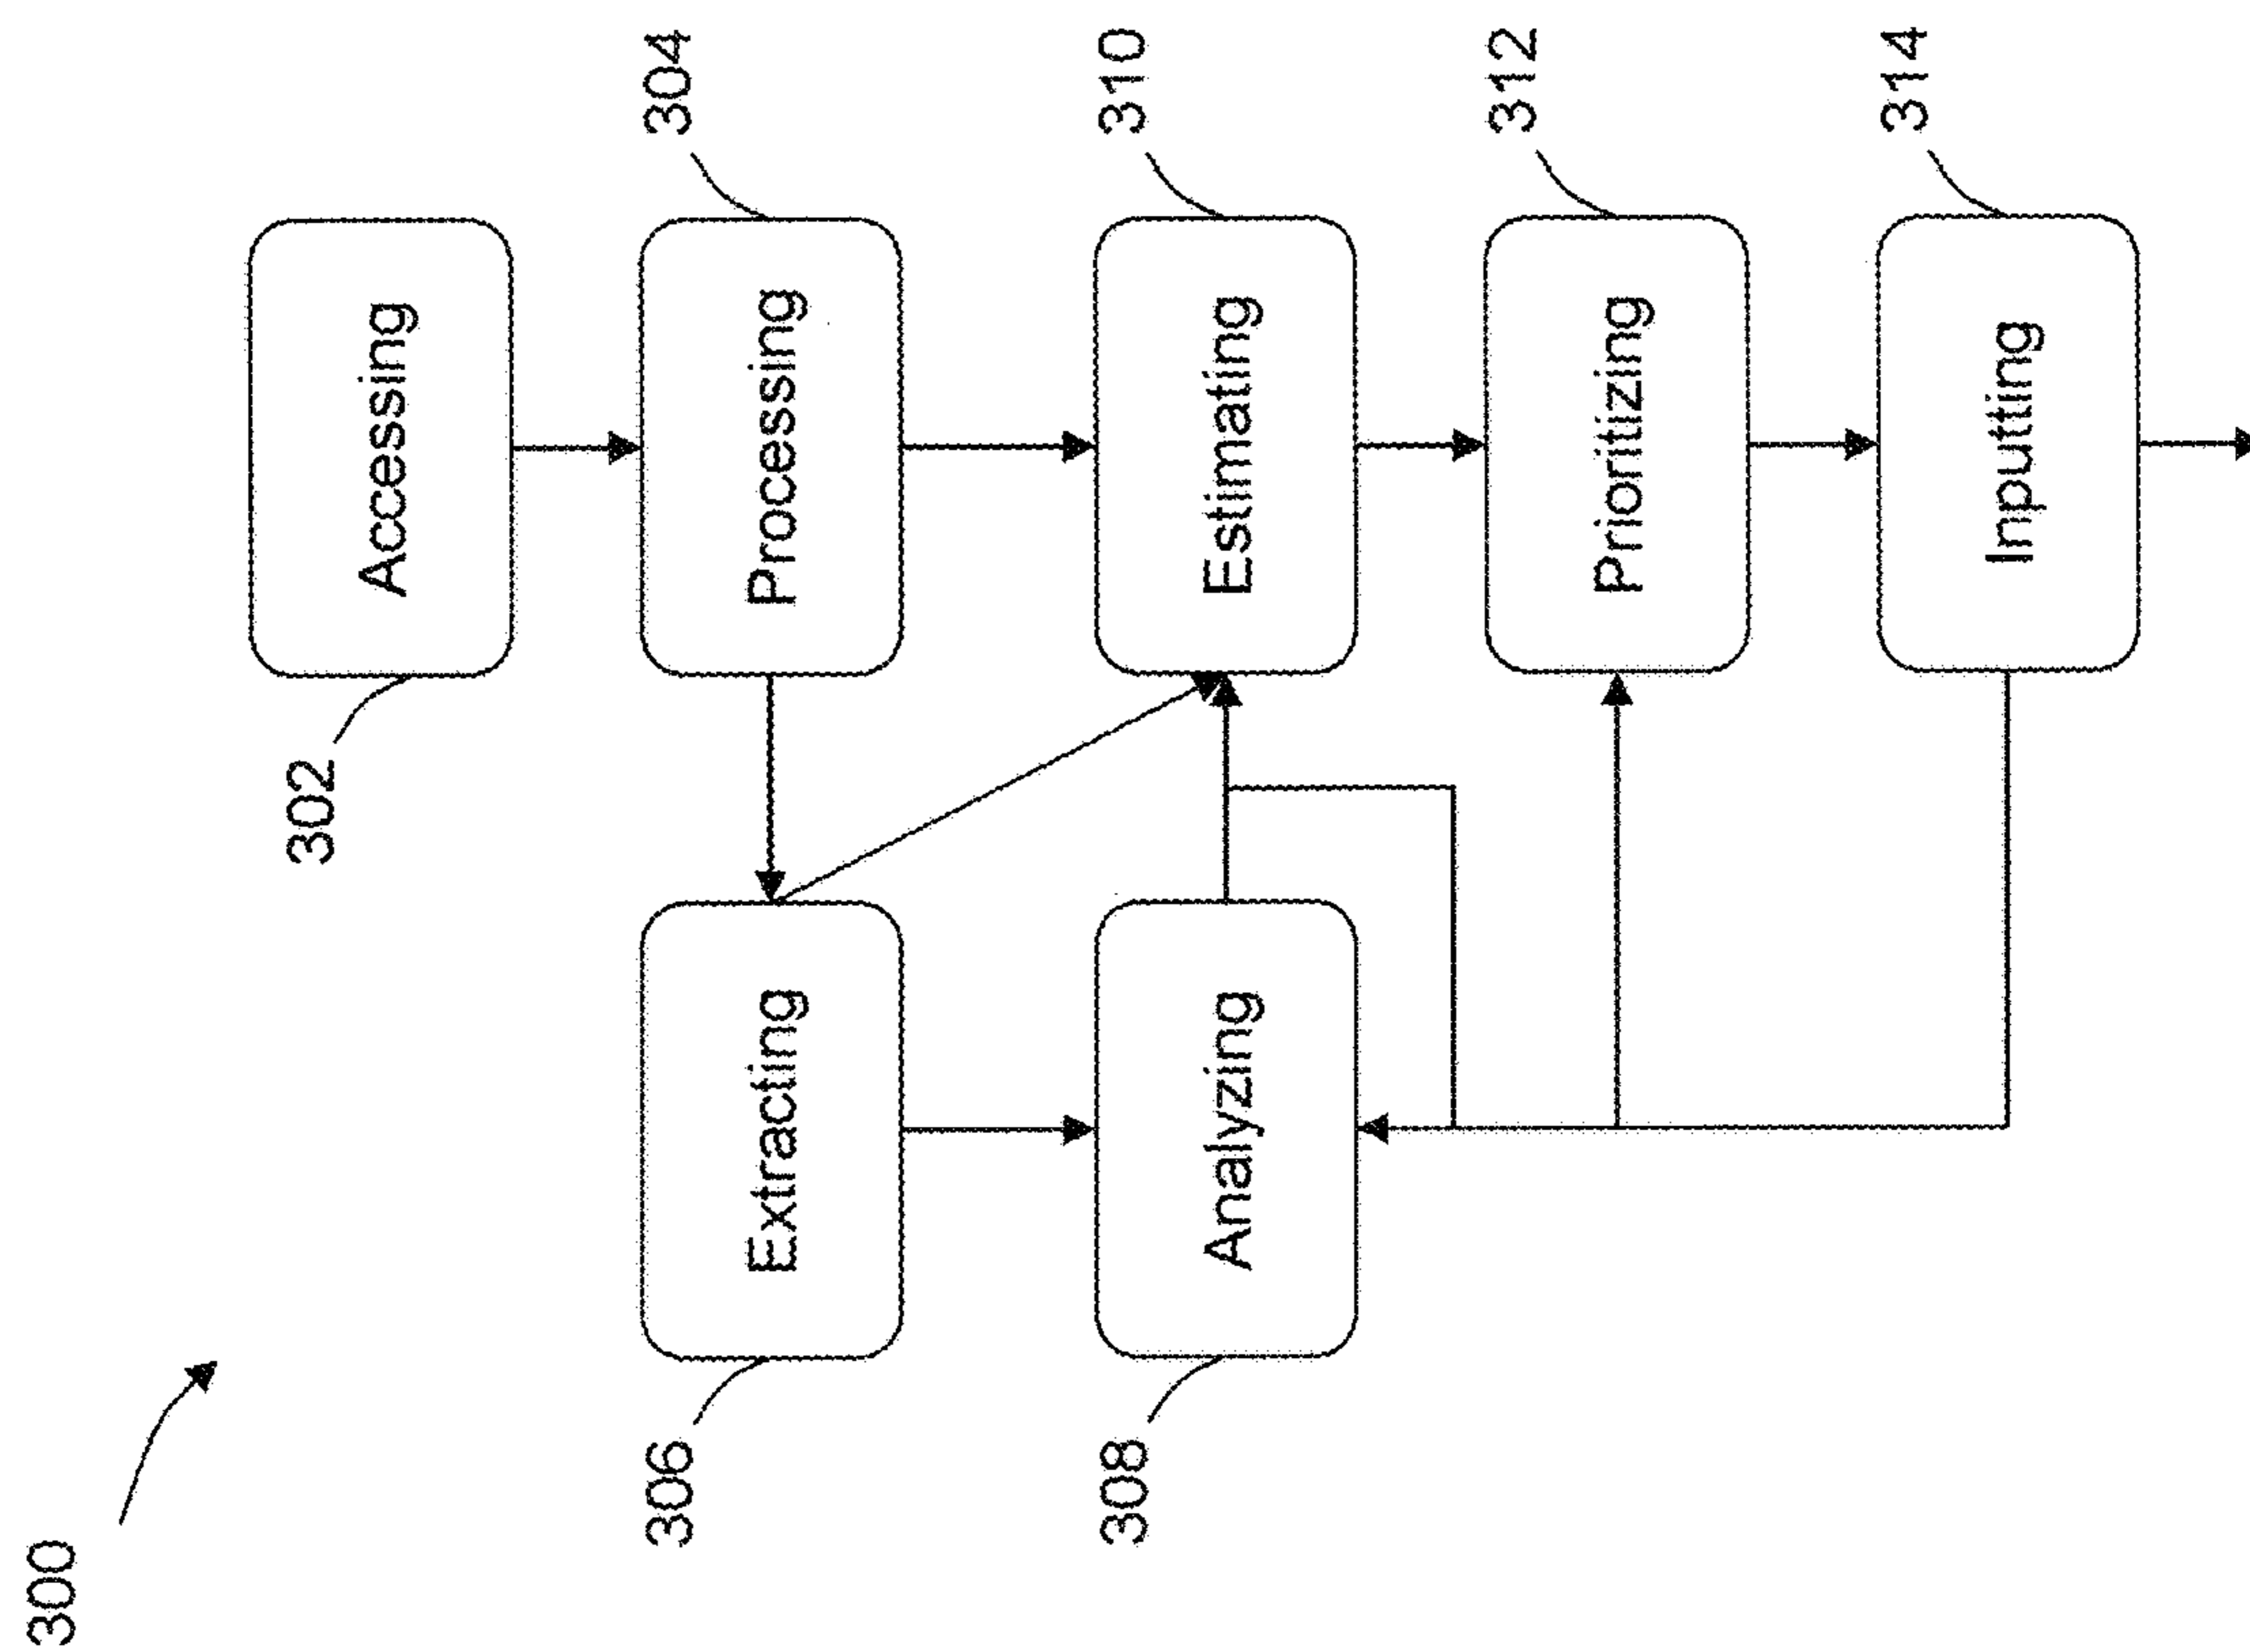 300
302
Accessing
304
Processing
306
Extracting
308
Analyzing
310
Estimating
312
Prioritizing
314
Inputting